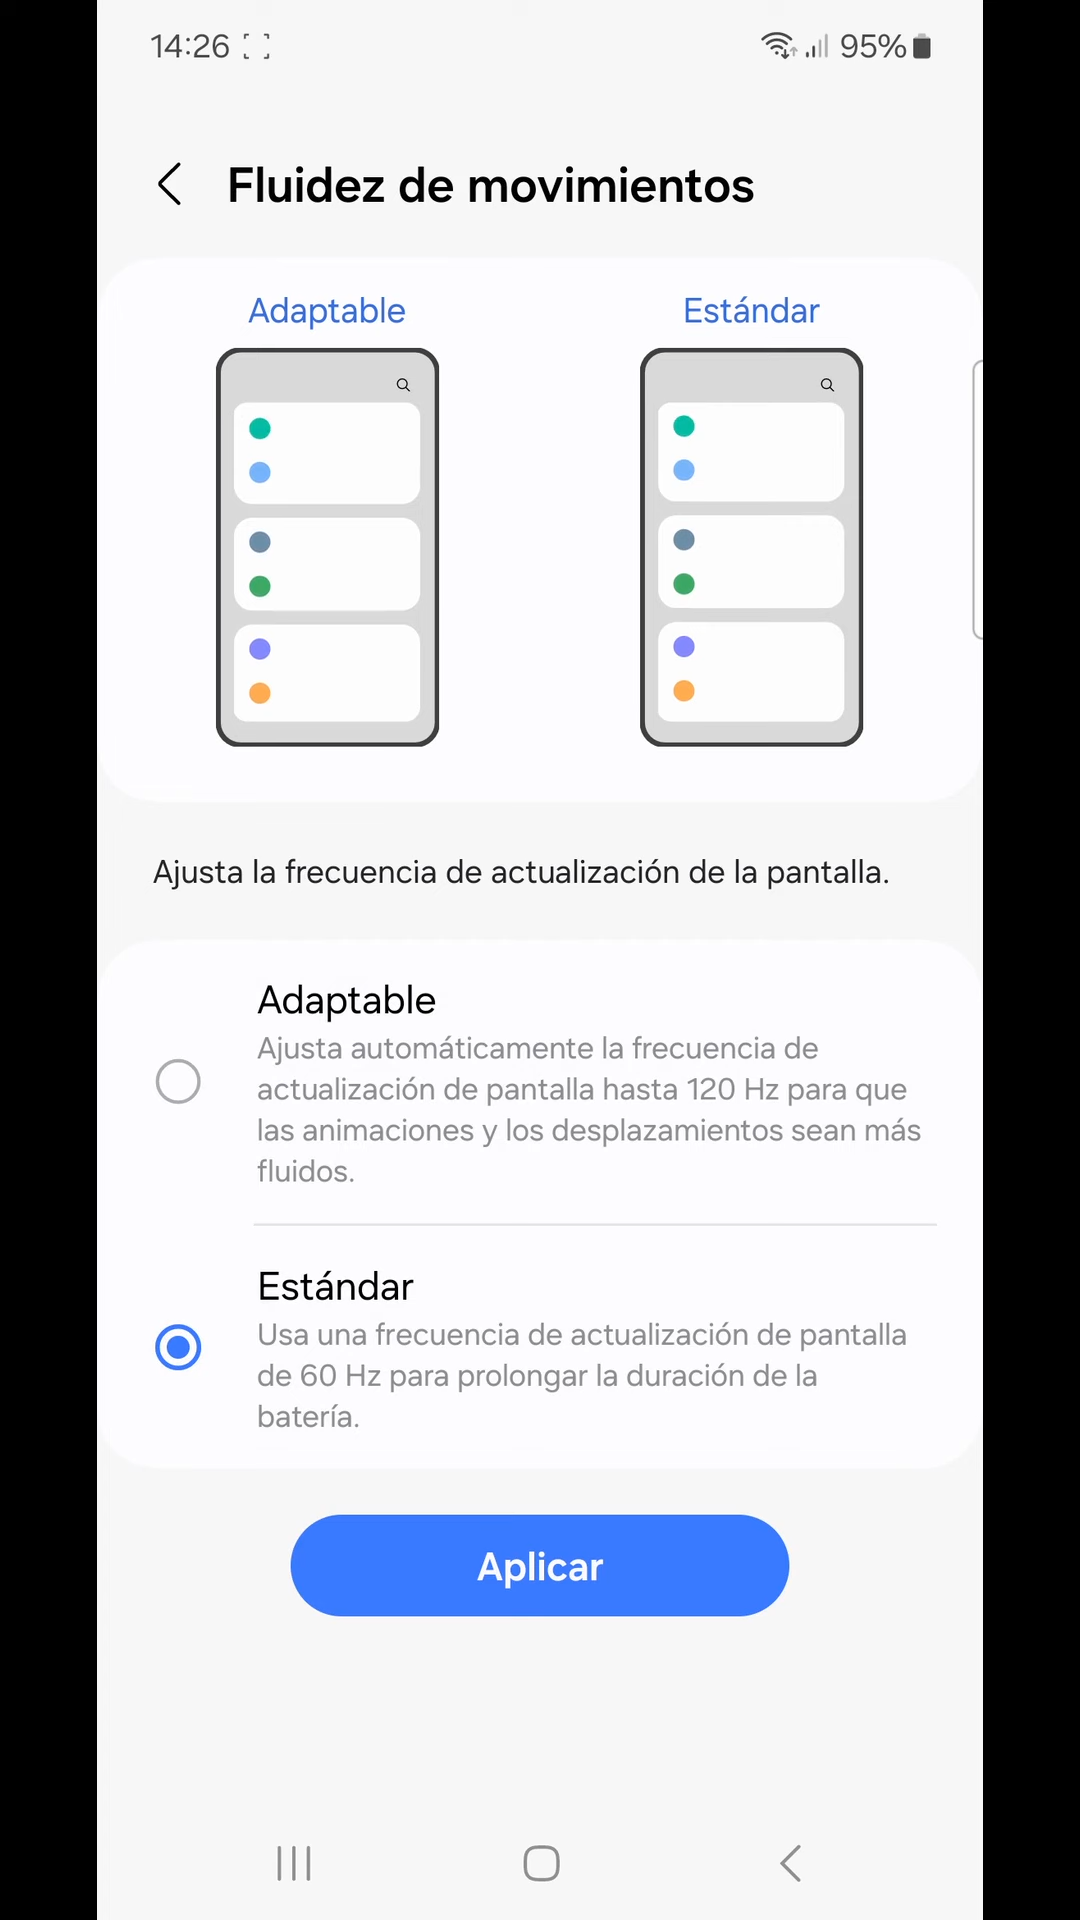 14:26
95%
Fluidez de movimientos
Adaptable
Estándar
Ajusta la frecuencia de actualización de la pantalla.
Adaptable
Ajusta automáticamente la frecuencia de
actualización de pantalla hasta 120 Hz para que
las animaciones y los desplazamientos sean más
fluidos.
Estándar
Usa una frecuencia de actualización de pantalla
de 60 Hz para prolongar la duración de la
batería.
Aplicar